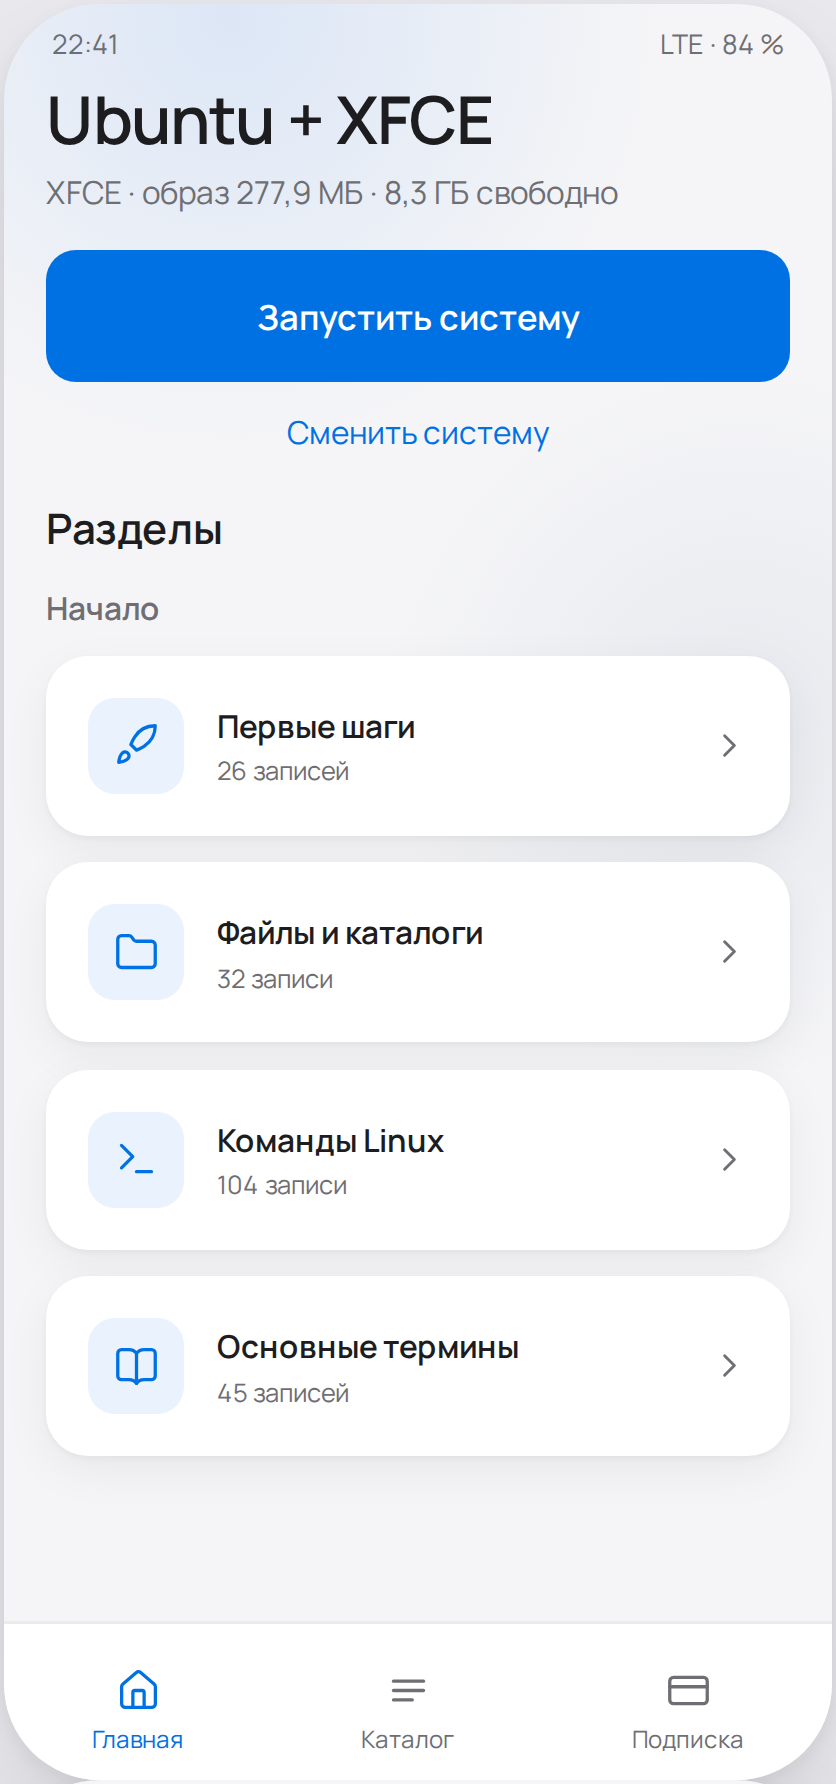 22:41 LTE · 84 %
Ubuntu + XFCE
XFCE · образ 277,9 МБ · 8,3 ГБ свободно
Запустить систему
Сменить систему
Разделы
Начало
Первые шаги
26 записей
Файлы и каталоги
32 записи
Команды Linux
104 записи
Основные термины
45 записей
Главная Каталог Подписка